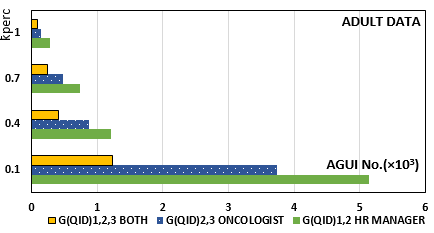 kperc
ADULT DATA
1
0.7
0.4
0.1
AGUI No.(×10³)
0 1 2 3 4 5 6
G(QID)1,2,3 BOTH G(QID)2,3 ONCOLOGIST G(QID)1,2 HR MANAGER